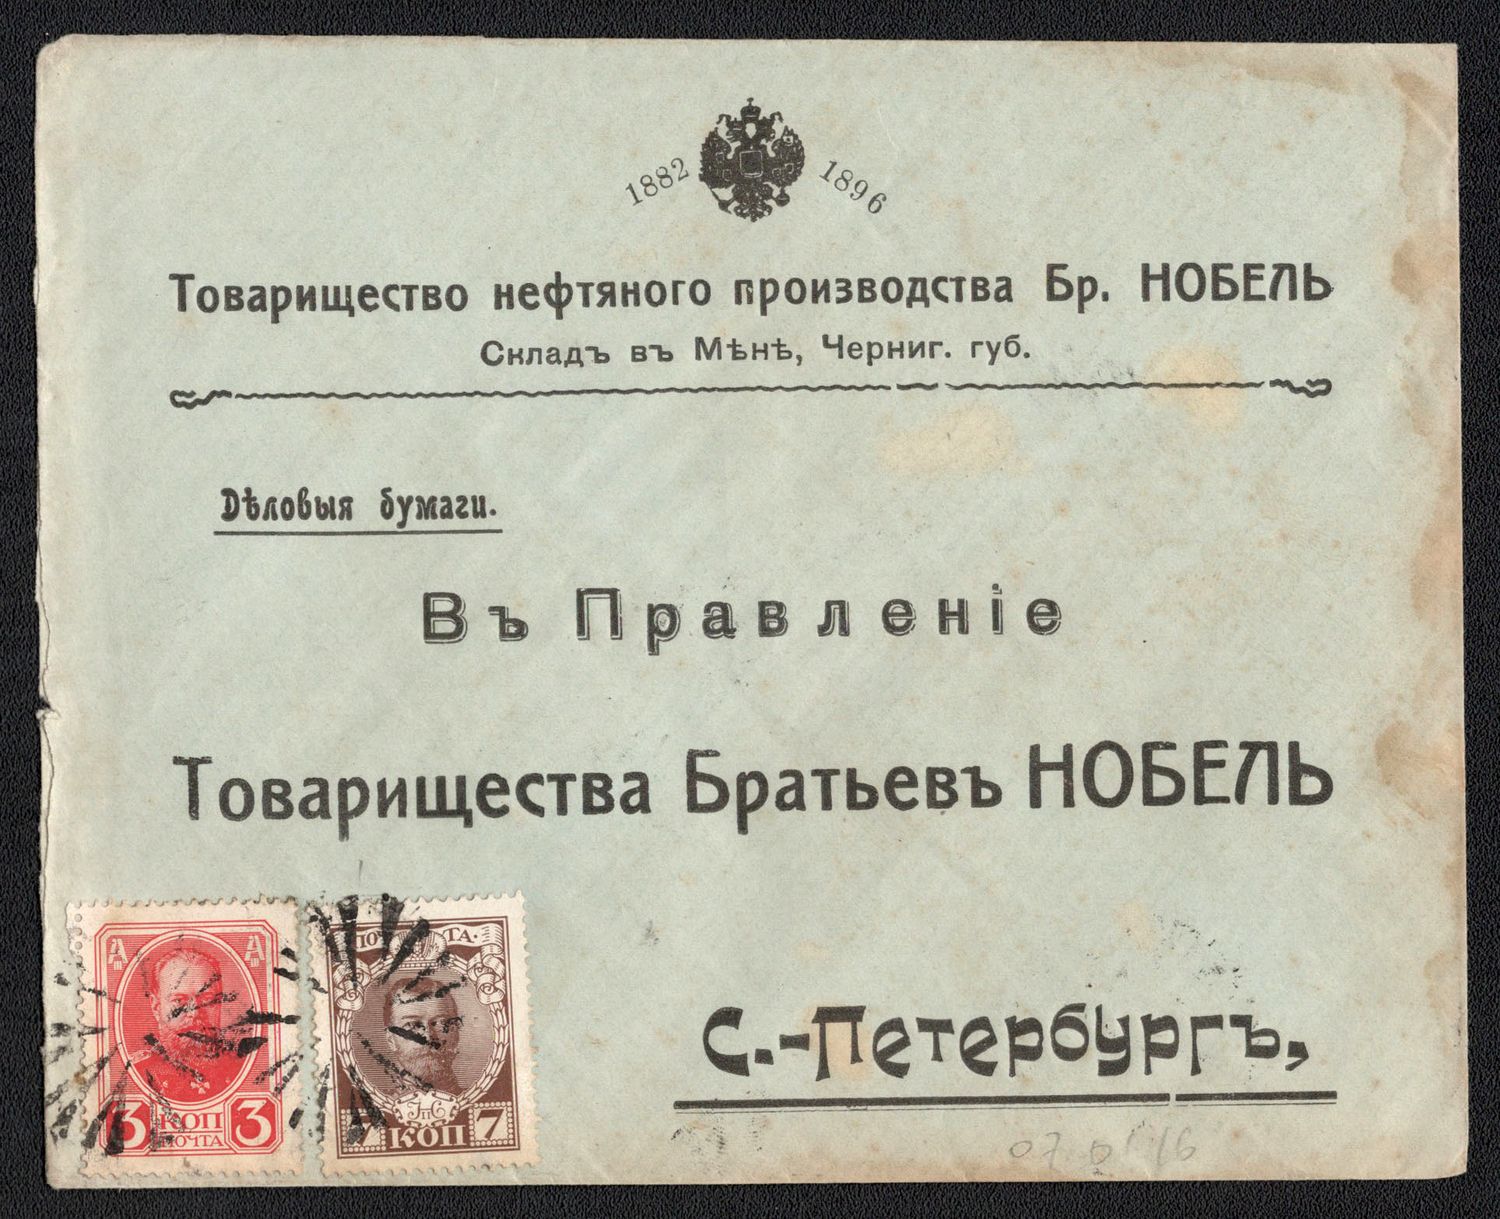 1882 1896
Товарищество нефтяного производства Бр. НОБЕЛЬ
Складъ въ Мѣнѣ, Черниг. губ.
Дѣловыя бумаги.
Въ Правленіе
Товарищества Братьевъ НОБЕЛЬ
С.-Петербургъ,
3 КОП 3
ПОЧТА
ПОЧТА.
7 КОП 7